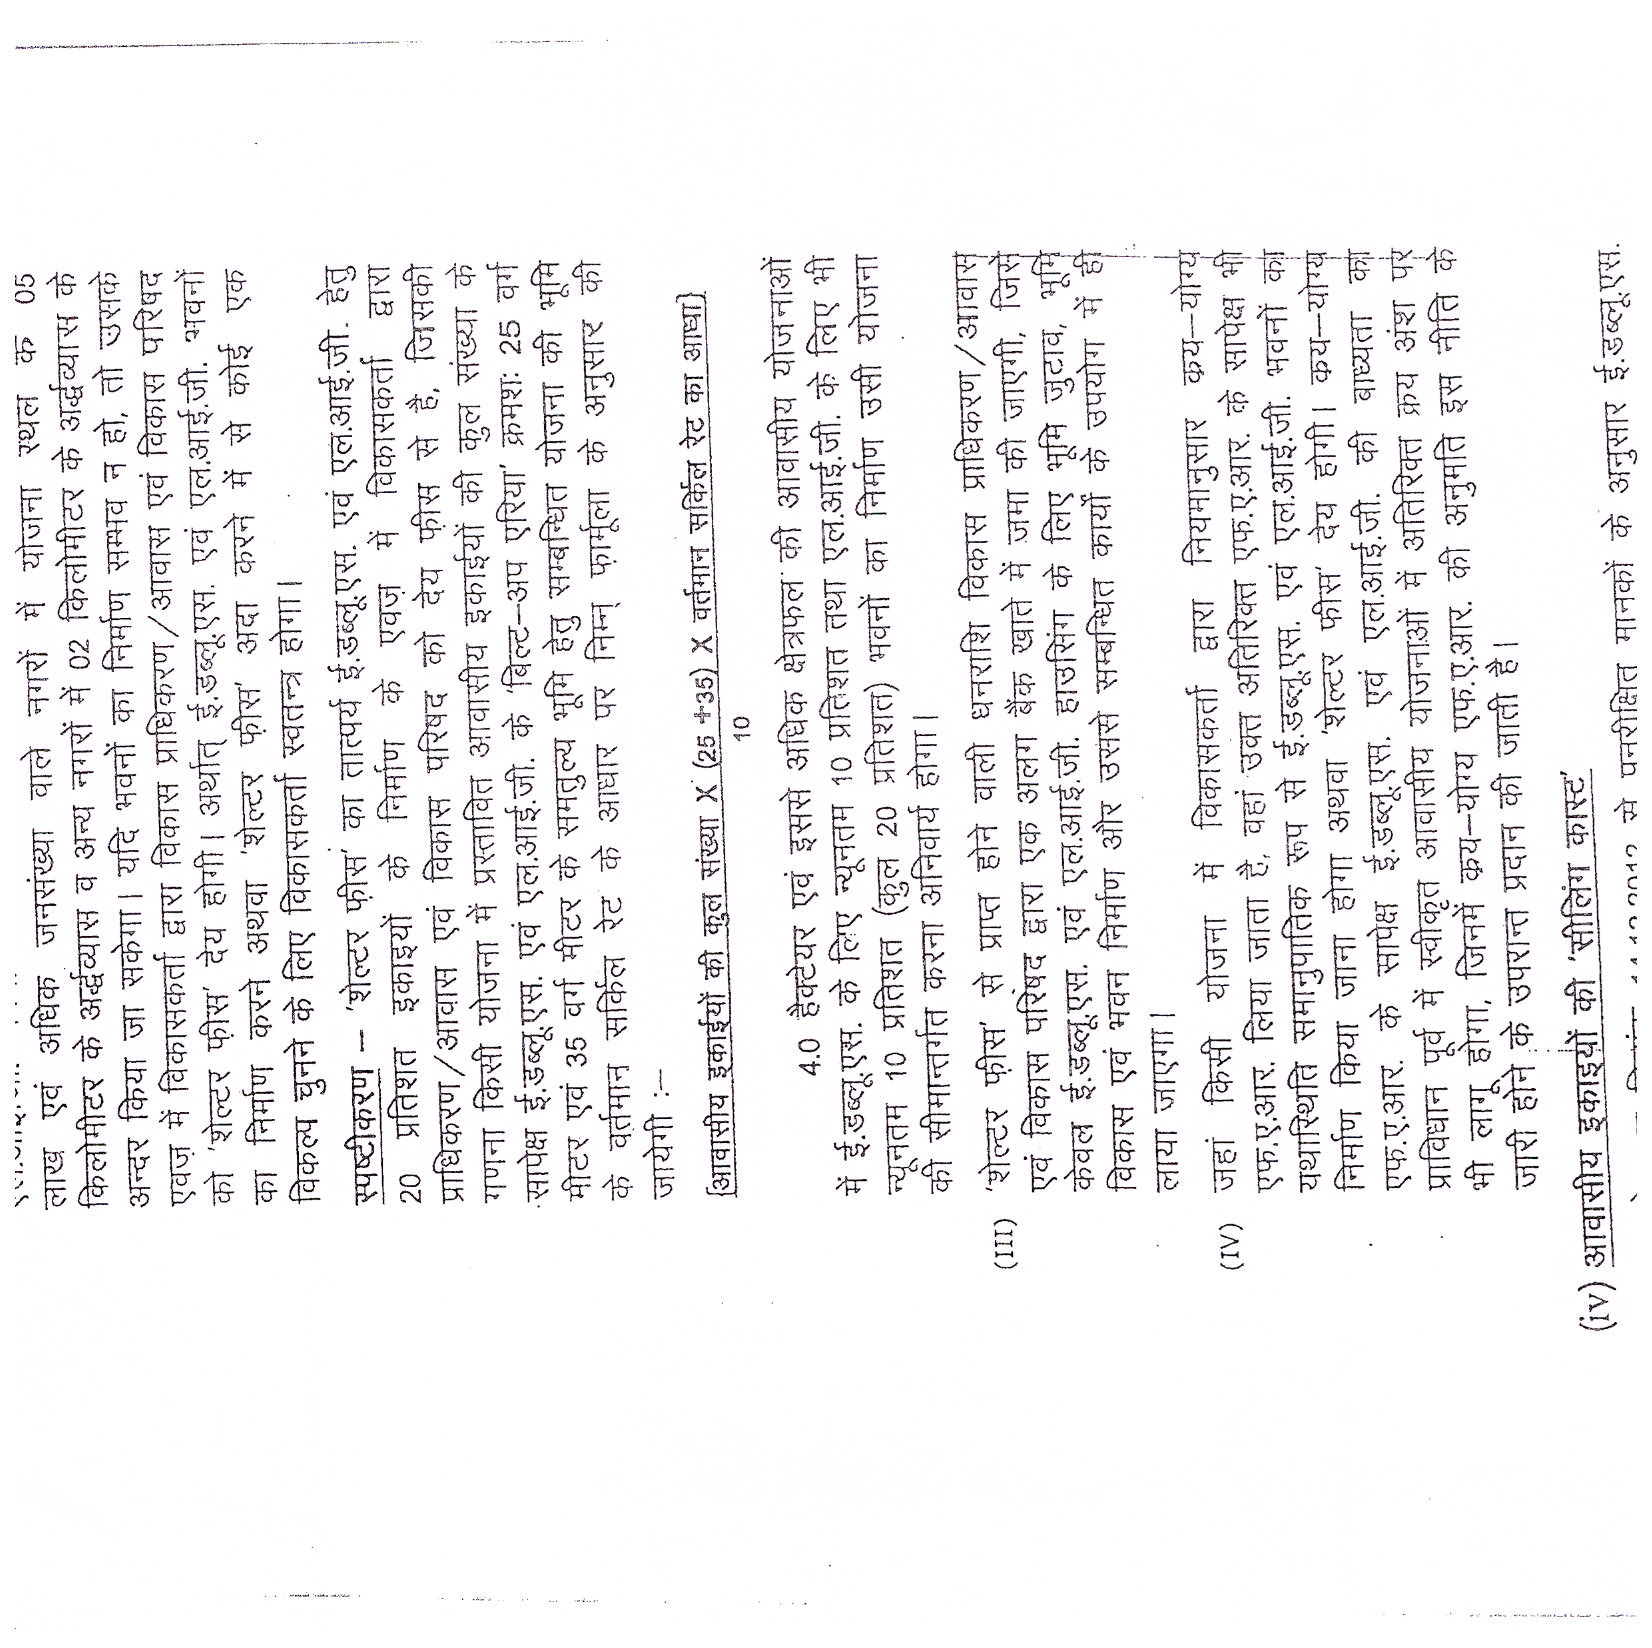 लाख एवं अधिक जनसंख्या वाले नगरों में योजना स्थल के 05
किलोमीटर के अर्द्धव्यास व अन्य नगरों में 02 किलोमीटर के अर्द्धव्यास के
अन्दर किया जा सकेगा। यदि भवनों का निर्माण सम्भव न हो, तो उसके
एवज़ में विकासकर्ता द्वारा विकास प्राधिकरण/आवास एवं विकास परिषद
को 'शेल्टर फ़ीस' देय होगी। अर्थात् ई.डब्लू.एस. एवं एल.आई.जी. भवनों
का निर्माण करने अथवा 'शेल्टर फ़ीस' अदा करने में से कोई एक
विकल्प चुनने के लिए विकासकर्ता स्वतन्त्र होगा।
स्पष्टीकरण – 'शेल्टर फ़ीस' का तात्पर्य ई.डब्लू.एस. एवं एल.आई.जी. हेतु
20 प्रतिशत इकाइयों के निर्माण के एवज़ में विकासकर्ता द्वारा
प्राधिकरण/आवास एवं विकास परिषद को देय फ़ीस से है, जिसकी
गणना किसी योजना में प्रस्तावित आवासीय इकाईयों की कुल संख्या के
सापेक्ष ई.डब्लू.एस. एवं एल.आई.जी. के 'बिल्ट–अप एरिया' क्रमशः 25 वर्ग
मीटर एवं 35 वर्ग मीटर के समतुल्य भूमि हेतु सम्बन्धित योजना की भूमि
के वर्तमान सर्किल रेट के आधार पर निम्न फ़ार्मूला के अनुसार की
जायेगी :–
{आवासीय इकाईयों की कुल संख्या X (25 +35) X वर्तमान सर्किल रेट का आधा}
10
4.0 हैक्टेयर एवं इससे अधिक क्षेत्रफल की आवासीय योजनाओं
में ई.डब्लू.एस. के लिए न्यूनतम 10 प्रतिशत तथा एल.आई.जी. के लिए भी
न्यूनतम 10 प्रतिशत (कुल 20 प्रतिशत) भवनों का निर्माण उसी योजना
की सीमान्तर्गत करना अनिवार्य होगा।
(III) 'शेल्टर फ़ीस' से प्राप्त होने वाली धनराशि विकास प्राधिकरण/आवास
एवं विकास परिषद द्वारा एक अलग बैंक खाते में जमा की जाएगी, जिसे
केवल ई.डब्लू.एस. एवं एल.आई.जी. हाउसिंग के लिए भूमि जुटाव, भूमि
विकास एवं भवन निर्माण और उससे सम्बन्धित कार्यों के उपयोग में ही
लाया जाएगा।
(IV) जहां किसी योजना में विकासकर्ता द्वारा नियमानुसार क्रय–योग्य
एफ.ए.आर. लिया जाता है, वहां उक्त अतिरिक्त एफ.ए.आर. के सापेक्ष भी
यथास्थिति समानुपातिक रूप से ई.डब्लू.एस. एवं एल.आई.जी. भवनों का
निर्माण किया जाना होगा अथवा 'शेल्टर फीस' देय होगी। क्रय–योग्य
एफ.ए.आर. के सापेक्ष ई.डब्लू.एस. एवं एल.आई.जी. की बाध्यता का
प्राविधान पूर्व में स्वीकृत आवासीय योजनाओं में अतिरिक्त क्रय अंश पर
भी लागू होगा, जिनमें क्रय–योग्य एफ.ए.आर. की अनुमति इस नीति के
जारी होने के उपरान्त प्रदान की जाती है।
(iv) आवासीय इकाइयों की 'सीलिंग कास्ट'
से पुनरीक्षित मानकों के अनुसार ई.डब्लू.एस.